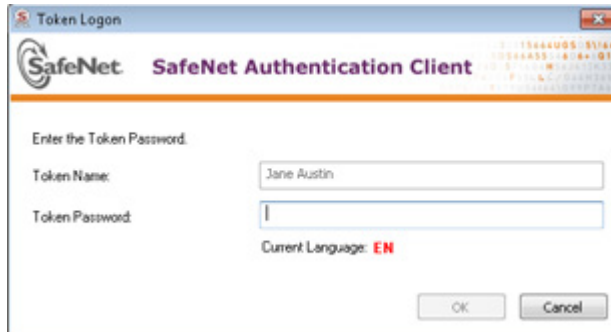 Token Logon
SafeNet. SafeNet Authentication Client
Enter the Token Password.
Token Name: Jane Austin
Token Password:
Current Language: EN
OK Cancel